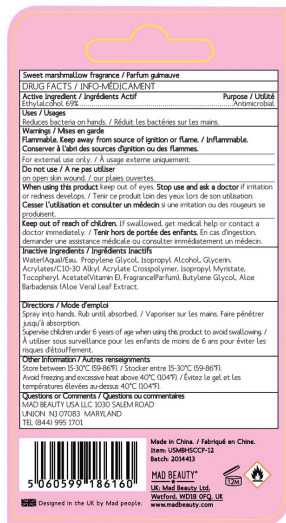 Sweet marshmallow fragrance / Parfum guimauve
DRUG FACTS / INFO-MÉDICAMENT
Active Ingredient / Ingrédients Actif Purpose / Utilité
Ethylalcohol 69%......Antimicrobial
Uses / Usages
Reduces bacteria on hands. / Réduit les bactéries sur les mains.
Warnings / Mises en garde
Flammable. Keep away from source of ignition or flame. / Inflammable.
Conserver à l'abri des sources d'ignition ou des flammes.
For external use only. / À usage externe uniquement.
Do not use / A ne pas utiliser
on open skin wound. / our plaies ouvertes.
When using this product keep out of eyes. Stop use and ask a doctor if irritation
or redness develops. / Tenir ce produit loin des yeux lors de son utilisation.
Cesser l'utilisation et consulter un médecin si une irritation ou des rougeurs se
produisent.
Keep out of reach of children. If swallowed, get medical help or contact a
doctor immediately. / Tenir hors de portée des enfants. En cas d'ingestion,
demander une assistance médicale ou consulter immédiatement un médecin.
Inactive Ingredients / Ingrédients Inactifs
Water(Aqua)/Eau, Propylene Glycol, Isopropyl Alcohol, Glycerin,
Acrylates/C10-30 Alkyl Acrylate Crosspolymer, Isopropyl Myristate,
Tocopheryl Acetate(Vitamin E), Fragrance(Parfum), Butylene Glycol, Aloe
Barbadensis (Aloe Vera) Leaf Extract.
Directions / Mode d'emploi
Spray into hands. Rub until absorbed. / Vaporiser sur les mains. Faire pénétrer
jusqu'à absorption.
Supervise children under 6 years of age when using this product to avoid swallowing. /
À utiliser sous surveillance pour les enfants de moins de 6 ans pour éviter les
risques d'étouffement.
Other Information / Autres renseignments
Store between 15-30°C (59-86°F). / Stocker entre 15-30°C (59-86°F).
Avoid freezing and excessive heat above 40°C (104°F). / Évitez le gel et les
températures élevées au-dessus 40°C (104°F).
Questions or Comments / Questions ou commentaires
MAD BEAUTY USA LLC 1030 SALEM ROAD
UNION NJ 07083 MARYLAND
TEL (844) 995 1701
Made in China. / Fabriqué en Chine.
Item: USMBHSCCP-12
Batch: 2014413
MAD BEAUTY
UK: Mad Beauty Ltd,
Watford, WD18 0FQ, UK
12M
5 060599 186160
Designed in the UK by Mad people.